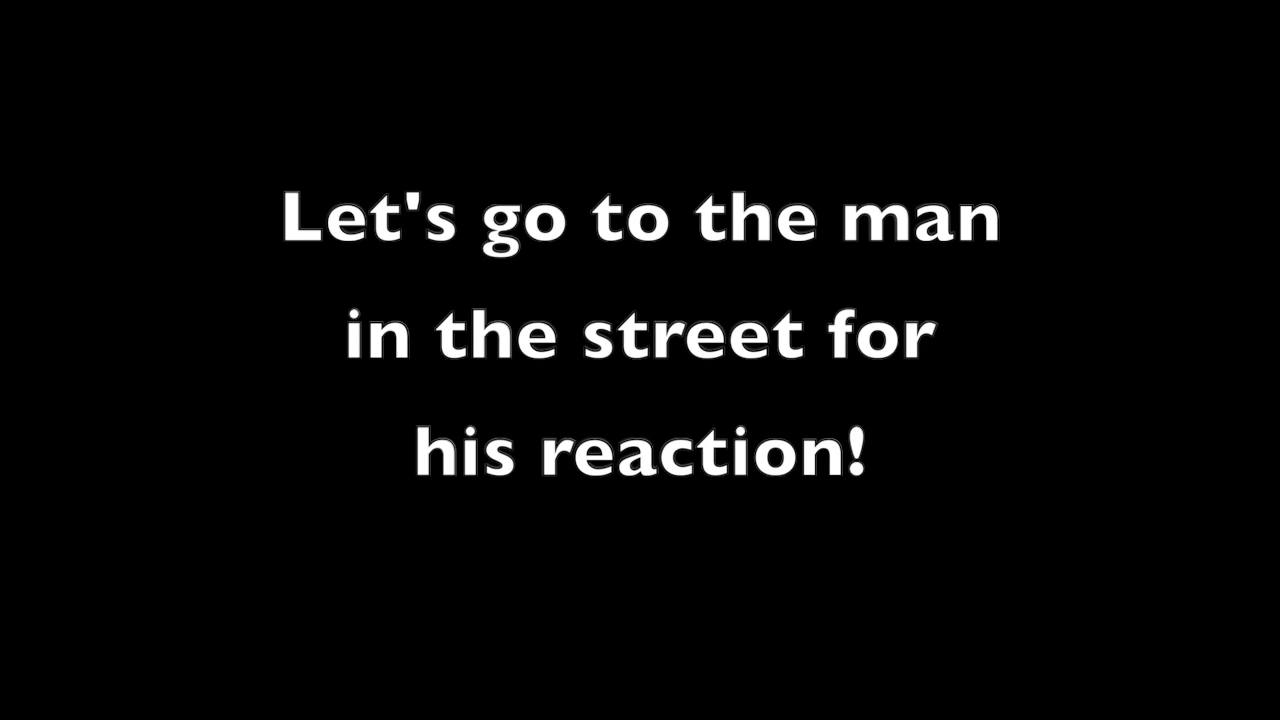 Let's go to the man
in the street for
his reaction!